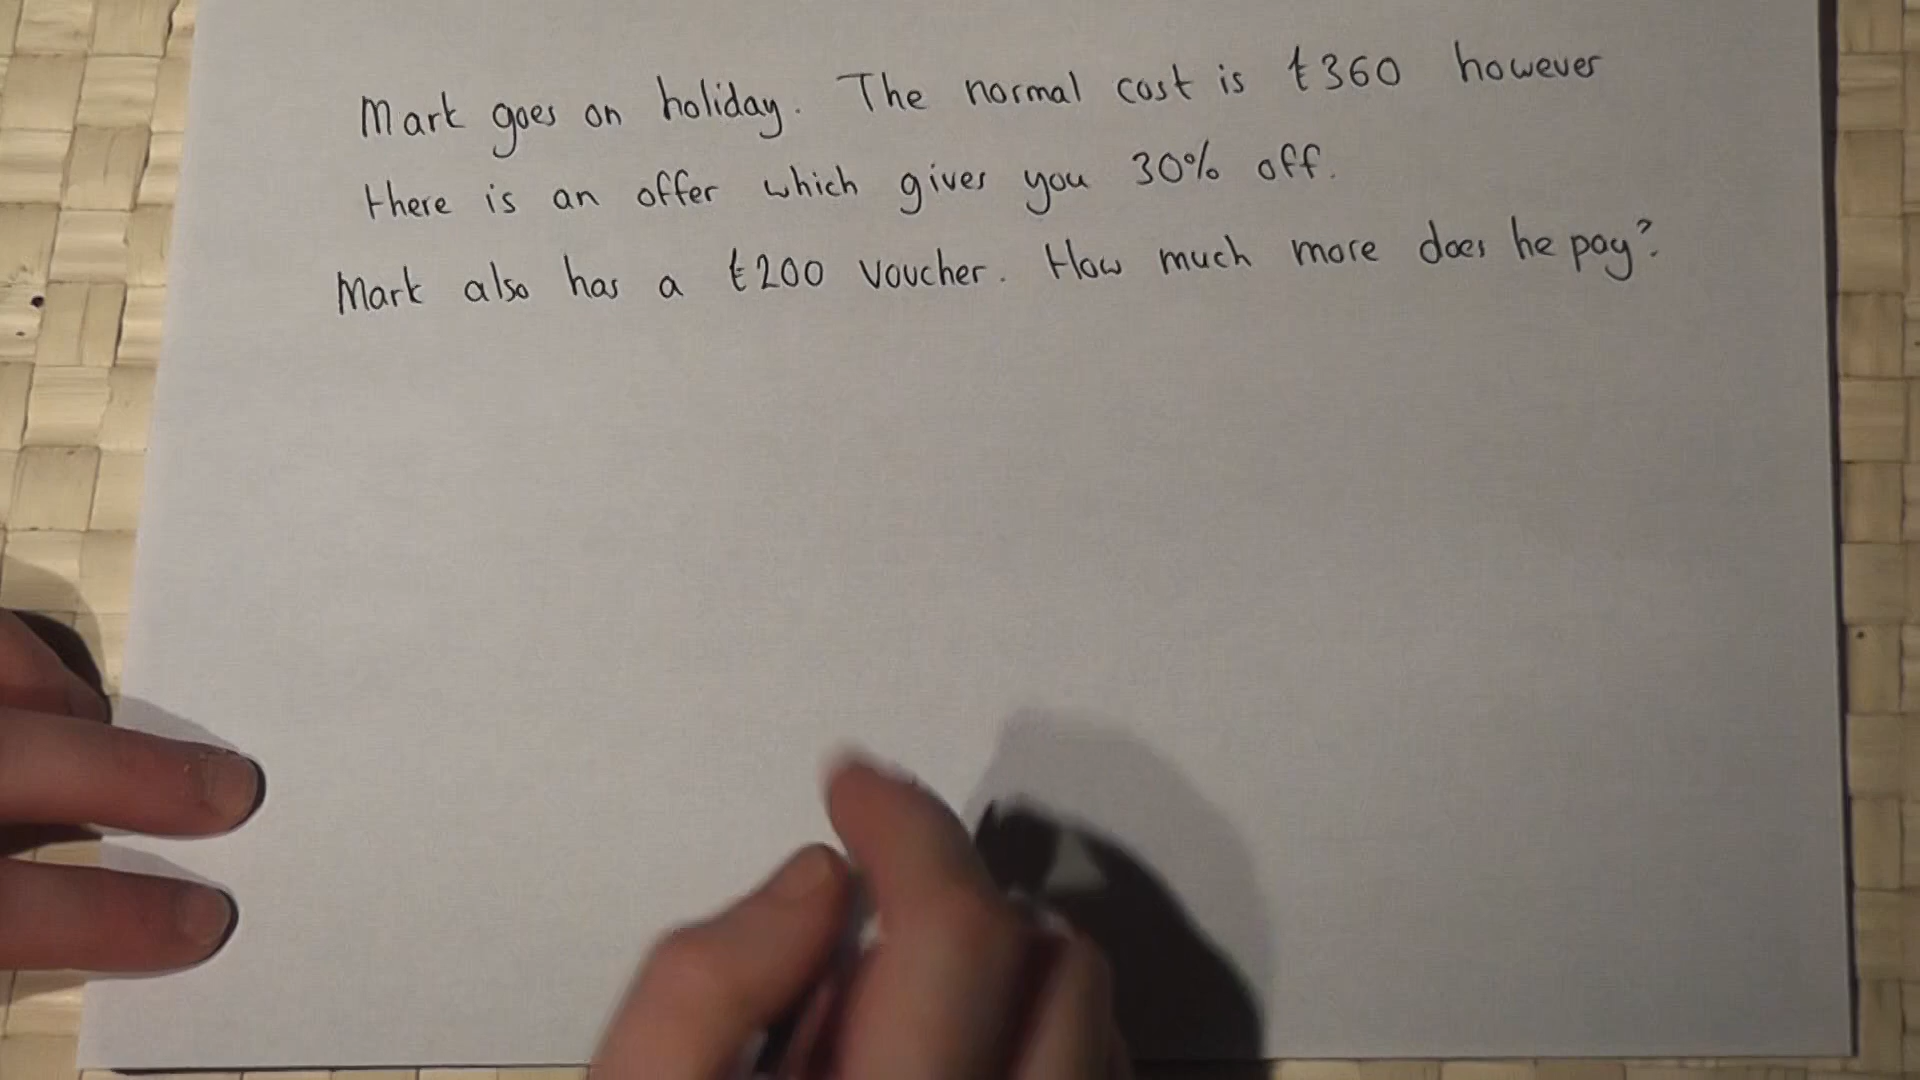 Mark goes on holiday. The normal cost is £360 however
there is an offer which gives you 30% off.
Mark also has a £200 voucher. How much more does he pay?